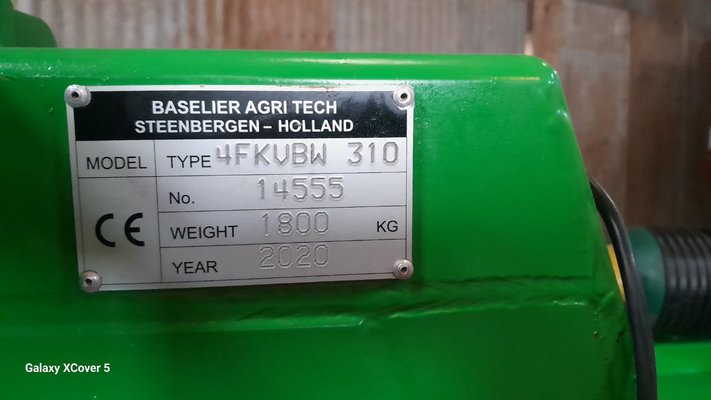 BASELIER AGRI TECH
STEENBERGEN – HOLLAND
MODEL TYPE 4FKVBW 310
No. 14555
CE
WEIGHT 1800 KG
YEAR 2020
Galaxy XCover 5